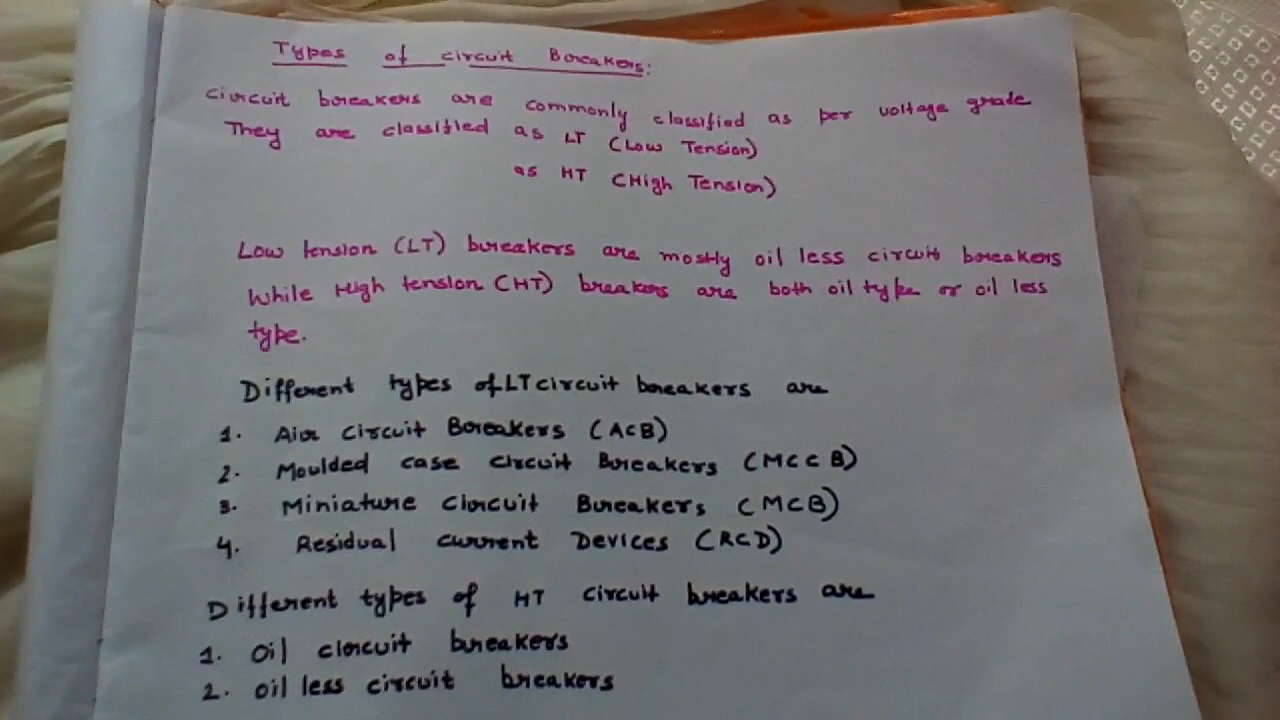 Types of circuit Breakers:
circuit breakers are commonly classified as per voltage grade
They are classified as LT (Low Tension)
as HT (High Tension)
Low tension (LT) breakers are mostly oil less circuit breakers
While High tension (HT) breakers are both oil type or oil less
type.
Different types of LT circuit breakers are
1. Air circuit Breakers (ACB)
2. Moulded case circuit Breakers (MCCB)
3. Miniature circuit Breakers (MCB)
4. Residual current Devices (RCD)
Different types of HT circuit breakers are
1. Oil circuit breakers
2. oil less circuit breakers